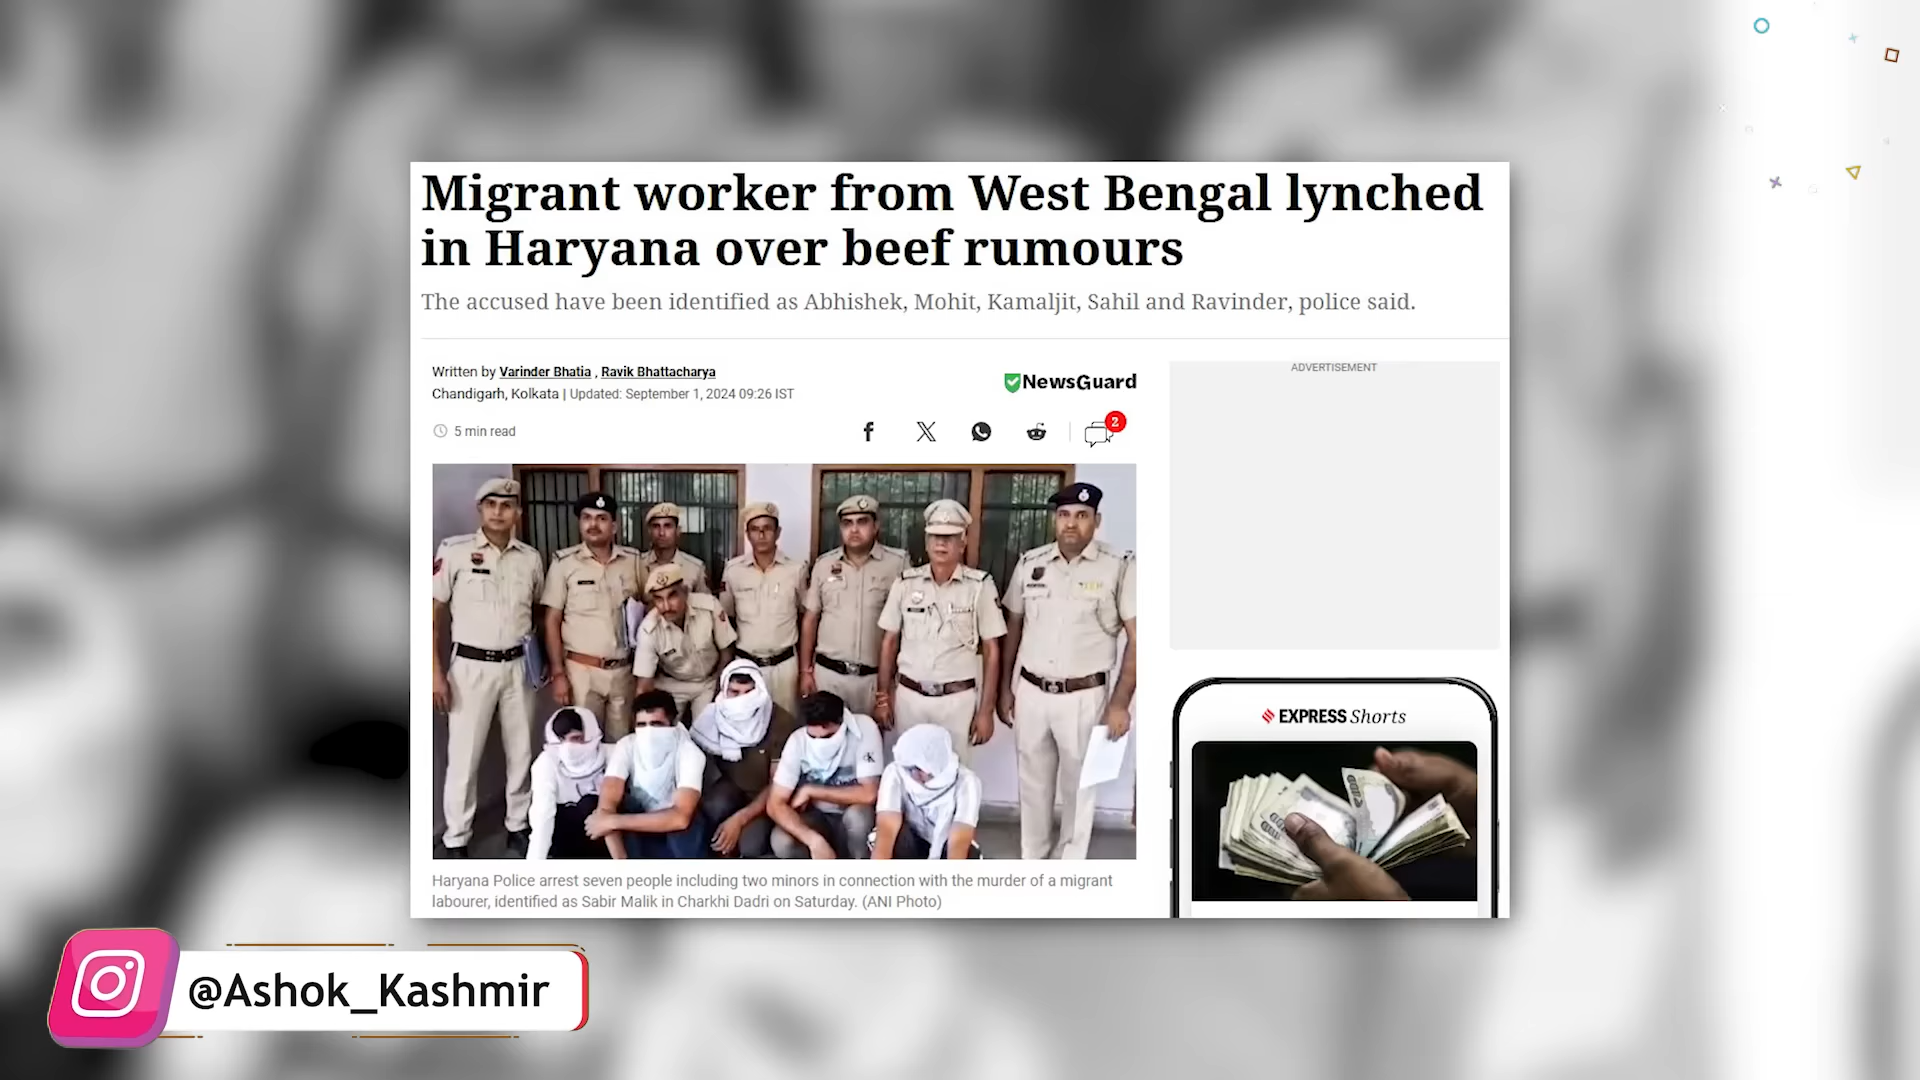 Migrant worker from West Bengal lynched
in Haryana over beef rumours
The accused have been identified as Abhishek, Mohit, Kamaljit, Sahil and Ravinder, police said.
Written by Varinder Bhatia , Ravik Bhattacharya
Chandigarh, Kolkata | Updated: September 1, 2024 09:26 IST
NewsGuard
5 min read
2
ADVERTISEMENT
EXPRESS Shorts
Haryana Police arrest seven people including two minors in connection with the murder of a migrant
labourer, identified as Sabir Malik in Charkhi Dadri on Saturday. (ANI Photo)
@Ashok_Kashmir